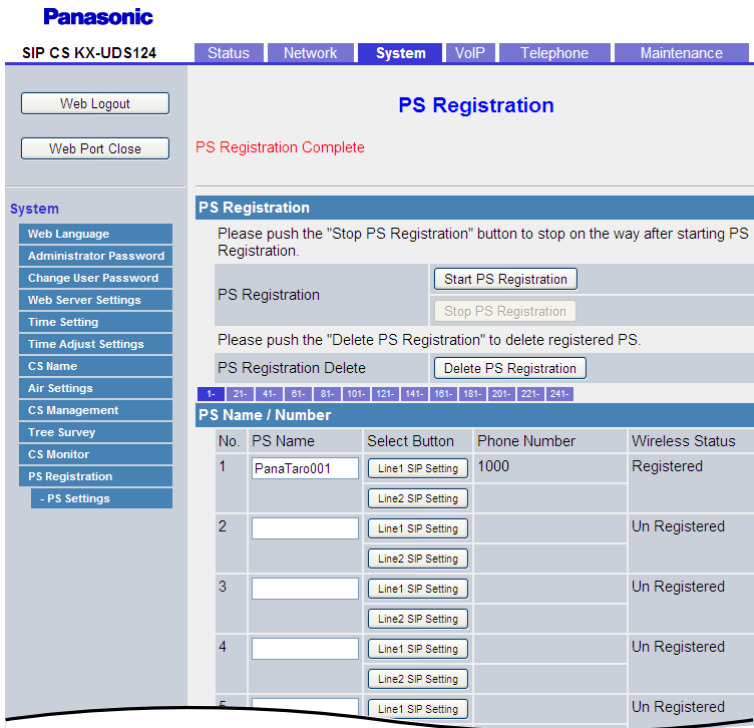 Panasonic
SIP CS KX-UDS124
Status Network System VoIP Telephone Maintenance
Web Logout
Web Port Close
PS Registration
PS Registration Complete
System
Web Language
Administrator Password
Change User Password
Web Server Settings
Time Setting
Time Adjust Settings
CS Name
Air Settings
CS Management
Tree Survey
CS Monitor
PS Registration
- PS Settings
PS Registration
Please push the "Stop PS Registration" button to stop on the way after starting PS
Registration.
PS Registration
Start PS Registration
Stop PS Registration
Please push the "Delete PS Registration" to delete registered PS.
PS Registration Delete Delete PS Registration
1- 21- 41- 61- 81- 101- 121- 141- 161- 181- 201- 221- 241-
PS Name / Number
No. PS Name Select Button Phone Number Wireless Status
1 PanaTaro001 Line1 SIP Setting 1000 Registered
Line2 SIP Setting
2 Line1 SIP Setting Un Registered
Line2 SIP Setting
3 Line1 SIP Setting Un Registered
Line2 SIP Setting
4 Line1 SIP Setting Un Registered
Line2 SIP Setting
5 Line1 SIP Setting Un Registered